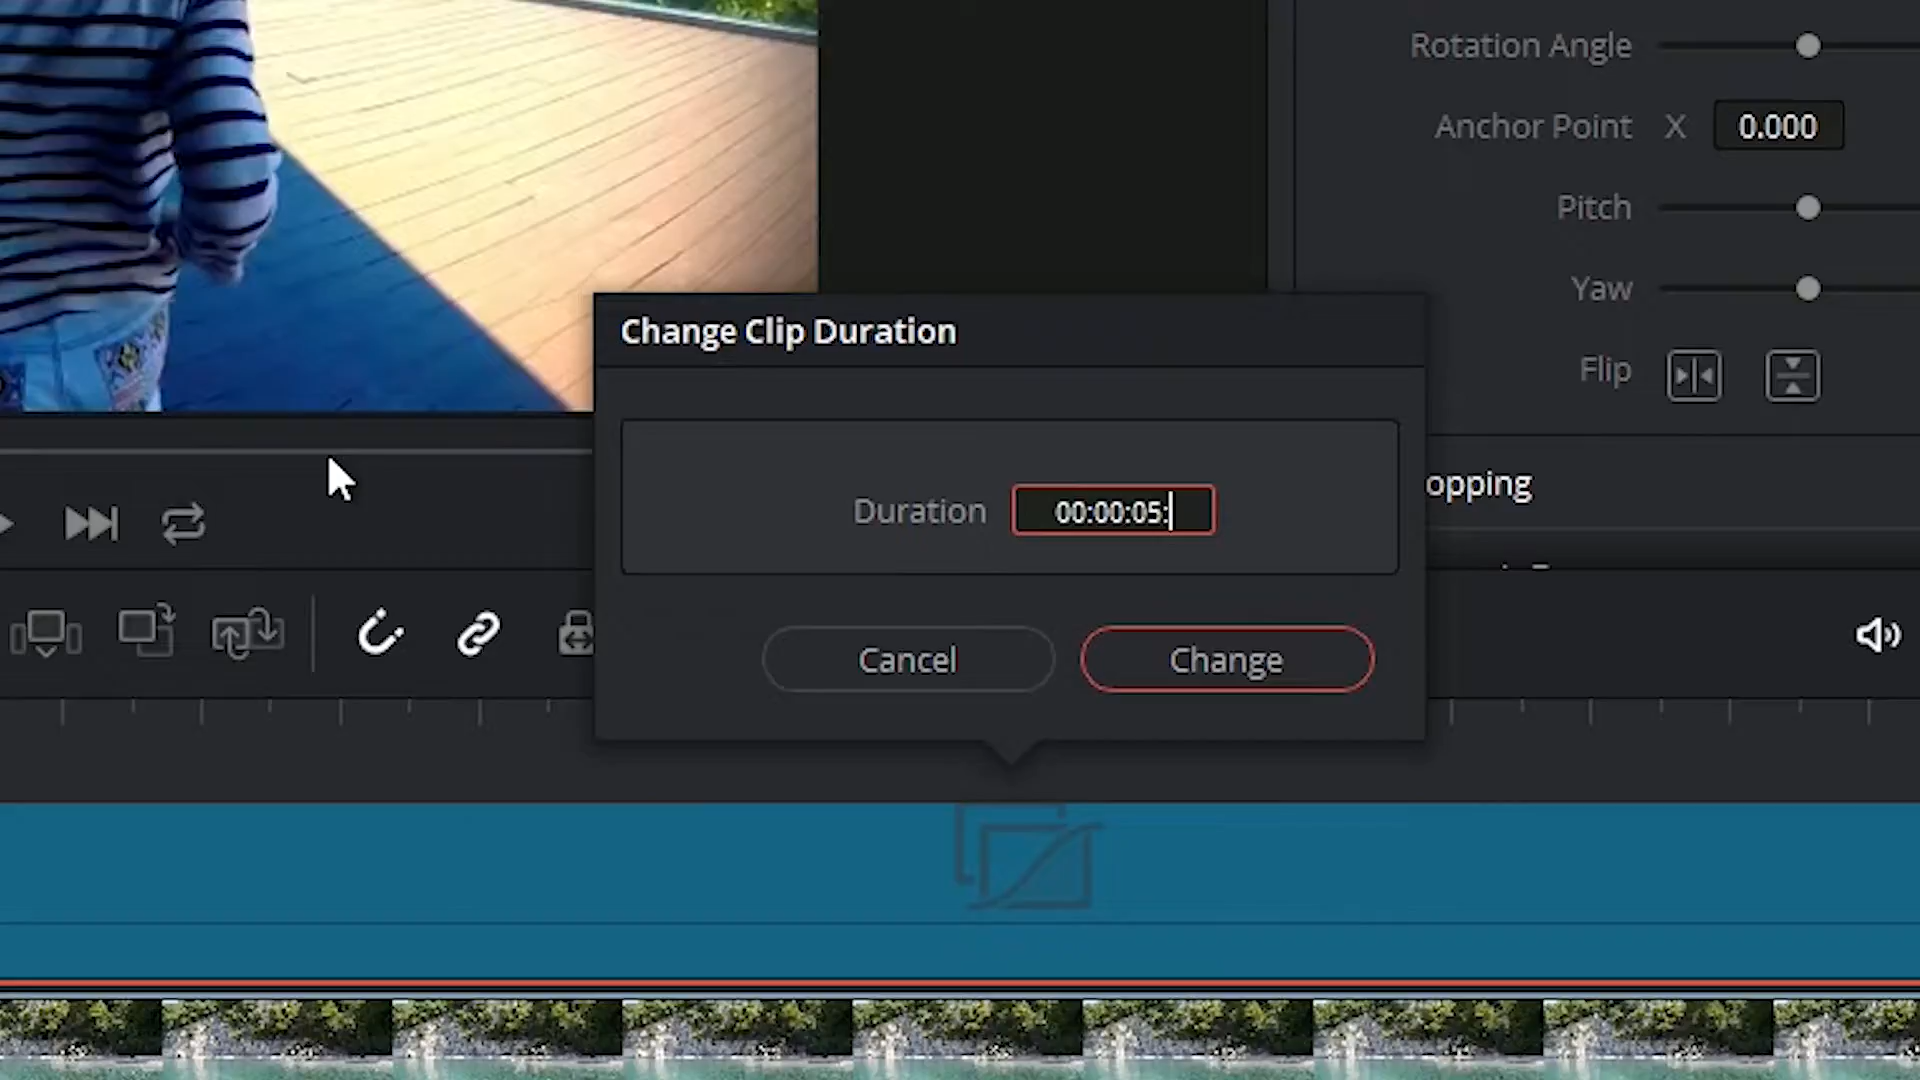 Rotation Angle
Anchor Point X 0.000
Pitch
Yaw
Flip
Change Clip Duration
opping
Duration 00:00:05:
Cancel Change